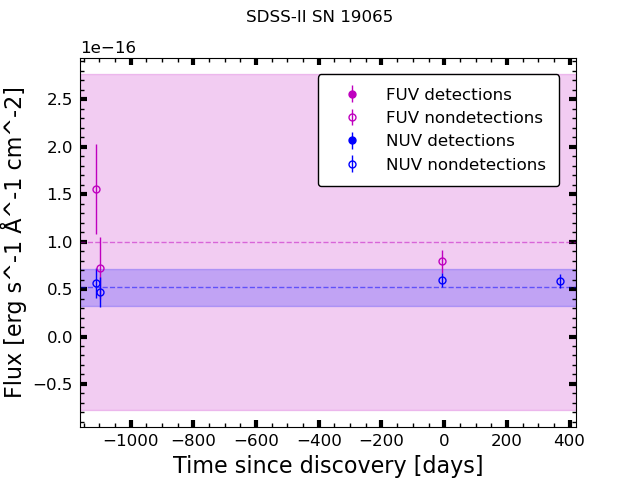 SDSS-II SN 19065
1e−16
FUV detections
FUV nondetections
NUV detections
NUV nondetections
2.5
2.0
1.5
1.0
0.5
0.0
−0.5
Flux [erg s^-1 Å^-1 cm^-2]
−1000 −800 −600 −400 −200 0 200 400
Time since discovery [days]